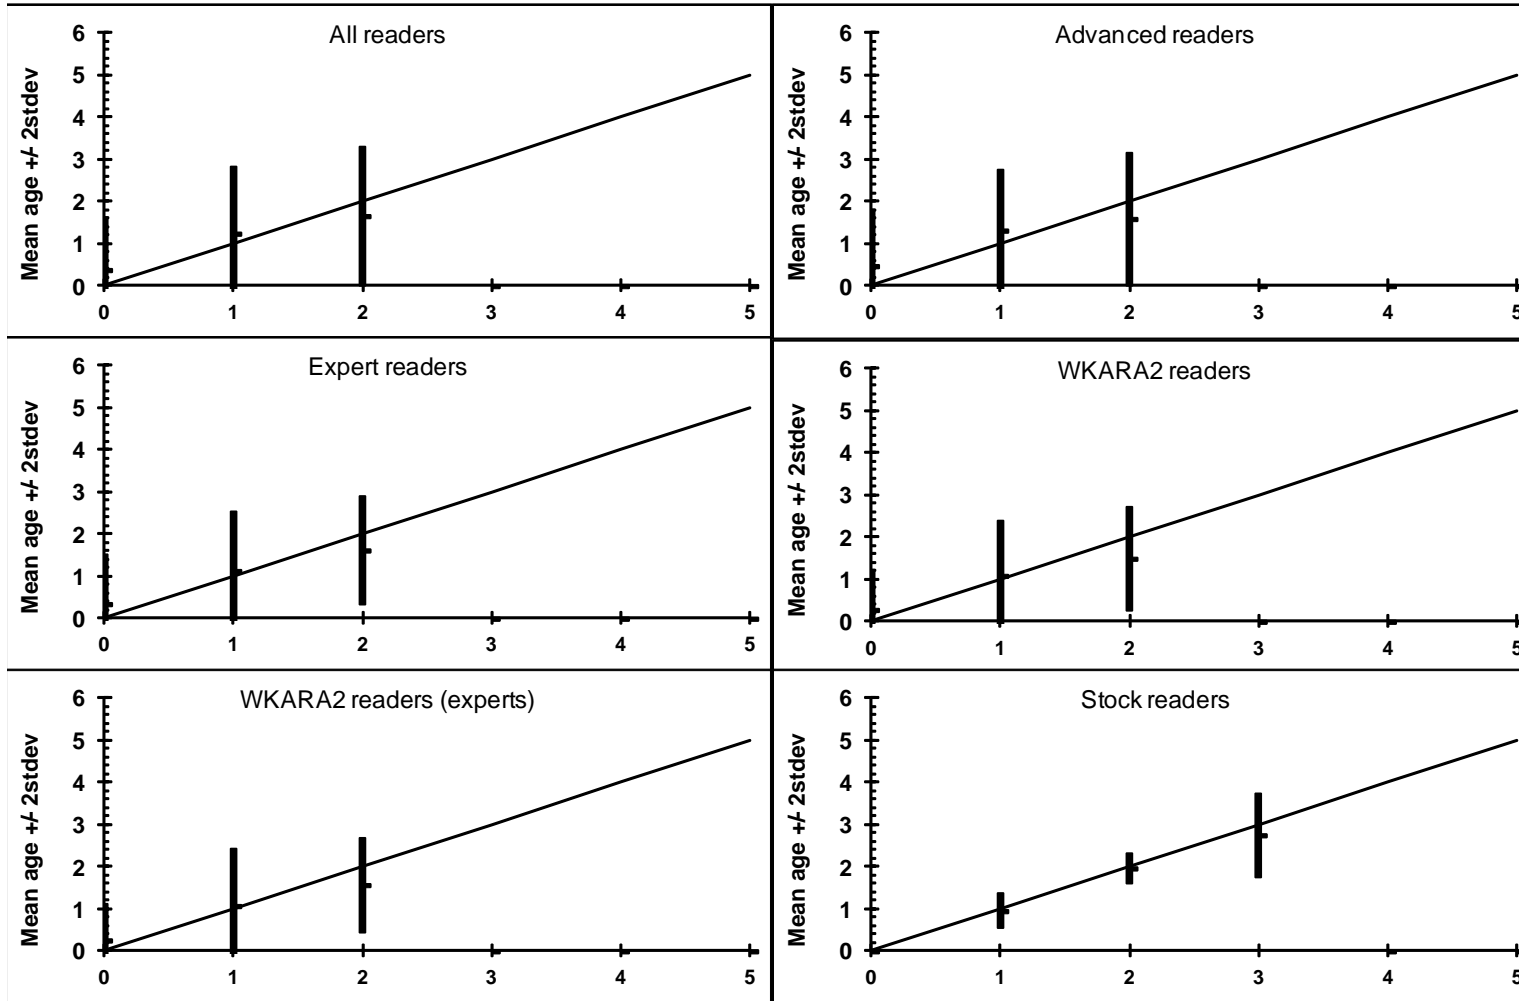 All readers
Mean age +/- 2stdev
6
5
4
3
2
1
0
0 1 2 3 4 5
Advanced readers
Mean age +/- 2stdev
6
5
4
3
2
1
0
0 1 2 3 4 5
Expert readers
Mean age +/- 2stdev
6
5
4
3
2
1
0
0 1 2 3 4 5
WKARA2 readers
Mean age +/- 2stdev
6
5
4
3
2
1
0
0 1 2 3 4 5
WKARA2 readers (experts)
Mean age +/- 2stdev
6
5
4
3
2
1
0
0 1 2 3 4 5
Stock readers
Mean age +/- 2stdev
6
5
4
3
2
1
0
0 1 2 3 4 5